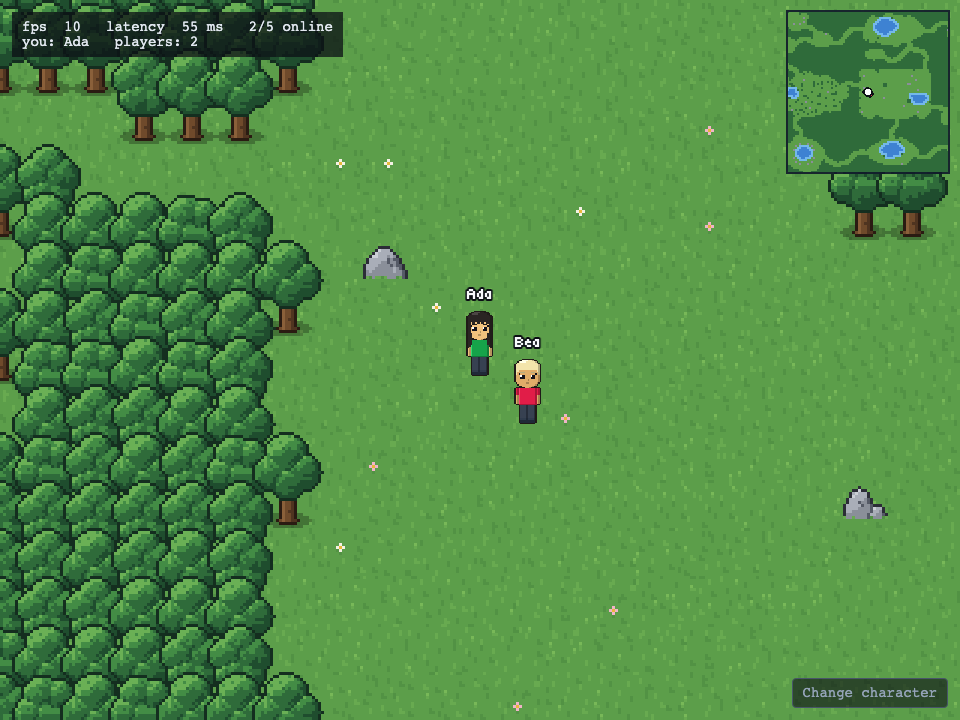 fps 10 latency 55 ms 2/5 online
you: Ada players: 2
Ada
Bea
Change character